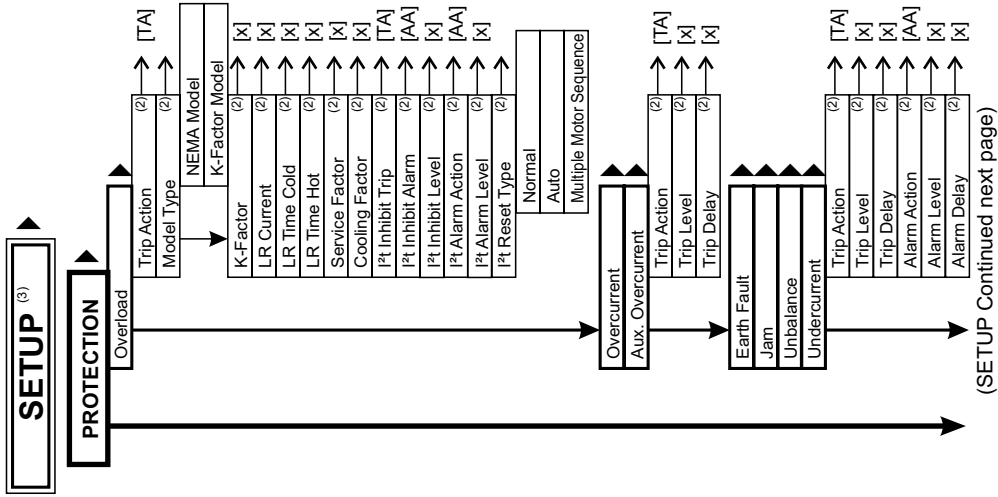 SETUP (3)
PROTECTION
Overload
Trip Action (2) [TA]
Model Type (2)
NEMA Model
K-Factor Model
K-Factor (2) [x]
LR Current (2) [x]
LR Time Cold (2) [x]
LR Time Hot (2) [x]
Service Factor (2) [x]
Cooling Factor (2) [x]
I²t Inhibit Trip (2) [TA]
I²t Inhibit Alarm (2) [AA]
I²t Inhibit Level (2) [x]
I²t Alarm Action (2) [AA]
I²t Alarm Level (2) [x]
I²t Reset Type (2)
Normal
Auto
Multiple Motor Sequence
Overcurrent
Aux. Overcurrent
Trip Action (2) [TA]
Trip Level (2) [x]
Trip Delay (2) [x]
Earth Fault
Jam
Unbalance
Undercurrent
Trip Action (2) [TA]
Trip Level (2) [x]
Trip Delay (2) [x]
Alarm Action (2) [AA]
Alarm Level (2) [x]
Alarm Delay (2) [x]
(SETUP Continued next page)